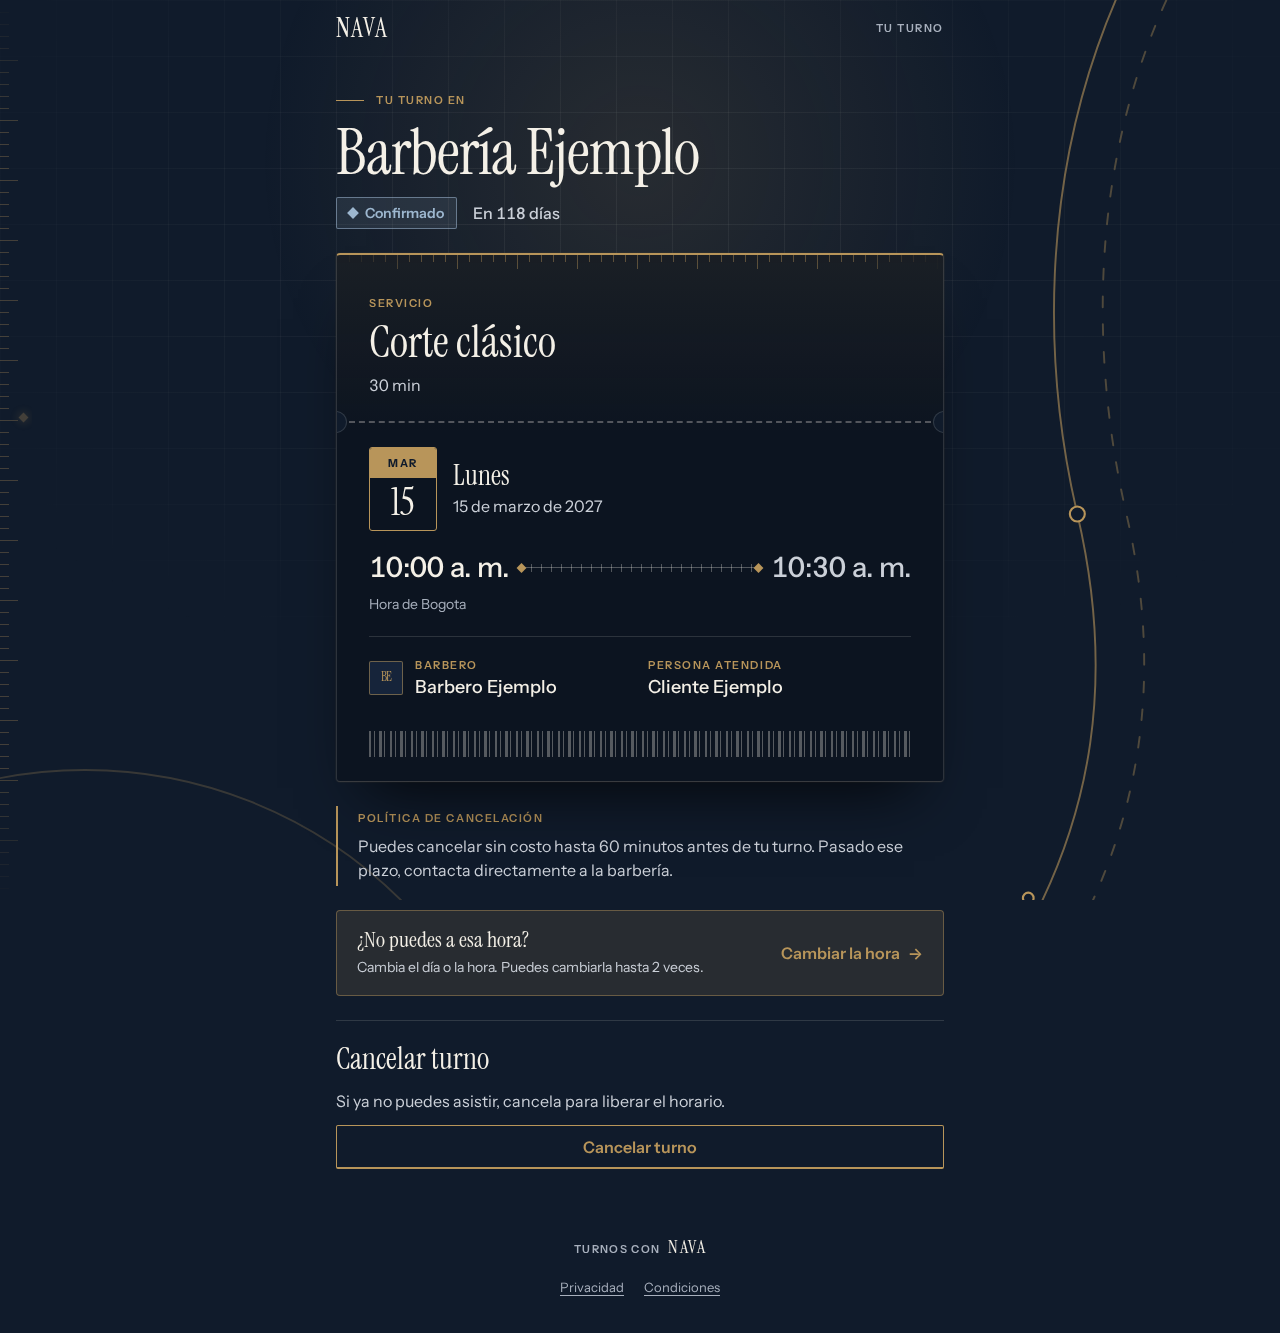 NAVA
TU TURNO
TU TURNO EN
Barbería Ejemplo
Confirmado
En 118 días
SERVICIO
Corte clásico
30 min
MAR
15
Lunes
15 de marzo de 2027
10:00 a. m.
10:30 a. m.
Hora de Bogota
BE
BARBERO
Barbero Ejemplo
PERSONA ATENDIDA
Cliente Ejemplo
POLÍTICA DE CANCELACIÓN
Puedes cancelar sin costo hasta 60 minutos antes de tu turno. Pasado ese
plazo, contacta directamente a la barbería.
¿No puedes a esa hora?
Cambia el día o la hora. Puedes cambiarla hasta 2 veces.
Cambiar la hora →
Cancelar turno
Si ya no puedes asistir, cancela para liberar el horario.
Cancelar turno
TURNOS CON NAVA
Privacidad
Condiciones